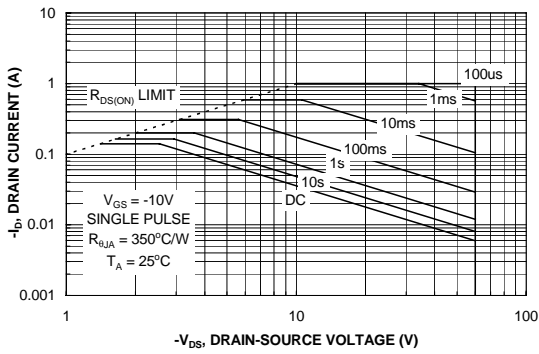 10
1
0.1
0.01
0.001
-I_D, DRAIN CURRENT (A)
R_DS(ON) LIMIT
100us
1ms
10ms
100ms
1s
10s
DC
V_GS = -10V
SINGLE PULSE
R_θJA = 350°C/W
T_A = 25°C
1
10
100
-V_DS, DRAIN-SOURCE VOLTAGE (V)